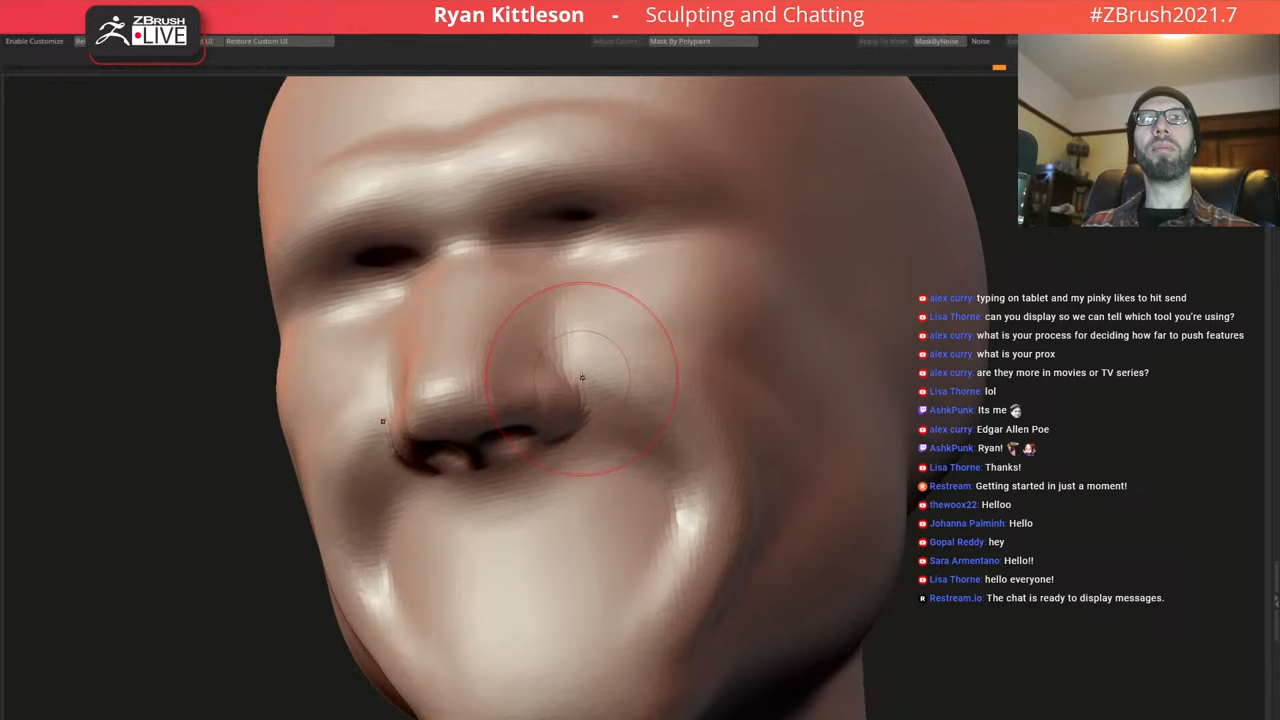 Ryan Kittleson - Sculpting and Chatting
#ZBrush2021.7
ZBRUSH
LIVE
Enable Customize
UI
Restore Custom UI
Mask By Polypaint
Apply To Mesh
MaskByNoise
Noise
alex curry: typing on tablet and my pinky likes to hit send
Lisa Thorne: can you display so we can tell which tool you're using?
alex curry: what is your process for deciding how far to push features
alex curry: what is your prox
alex curry: are they more in movies or TV series?
Lisa Thorne: lol
AshkPunk: Its me
alex curry: Edgar Allen Poe
AshkPunk: Ryan!
Lisa Thorne: Thanks!
Restream: Getting started in just a moment!
thewoox22: Helloo
Johanna Palminh: Hello
Gopal Reddy: hey
Sara Armentano: Hello!!
Lisa Thorne: hello everyone!
R Restream.io: The chat is ready to display messages.